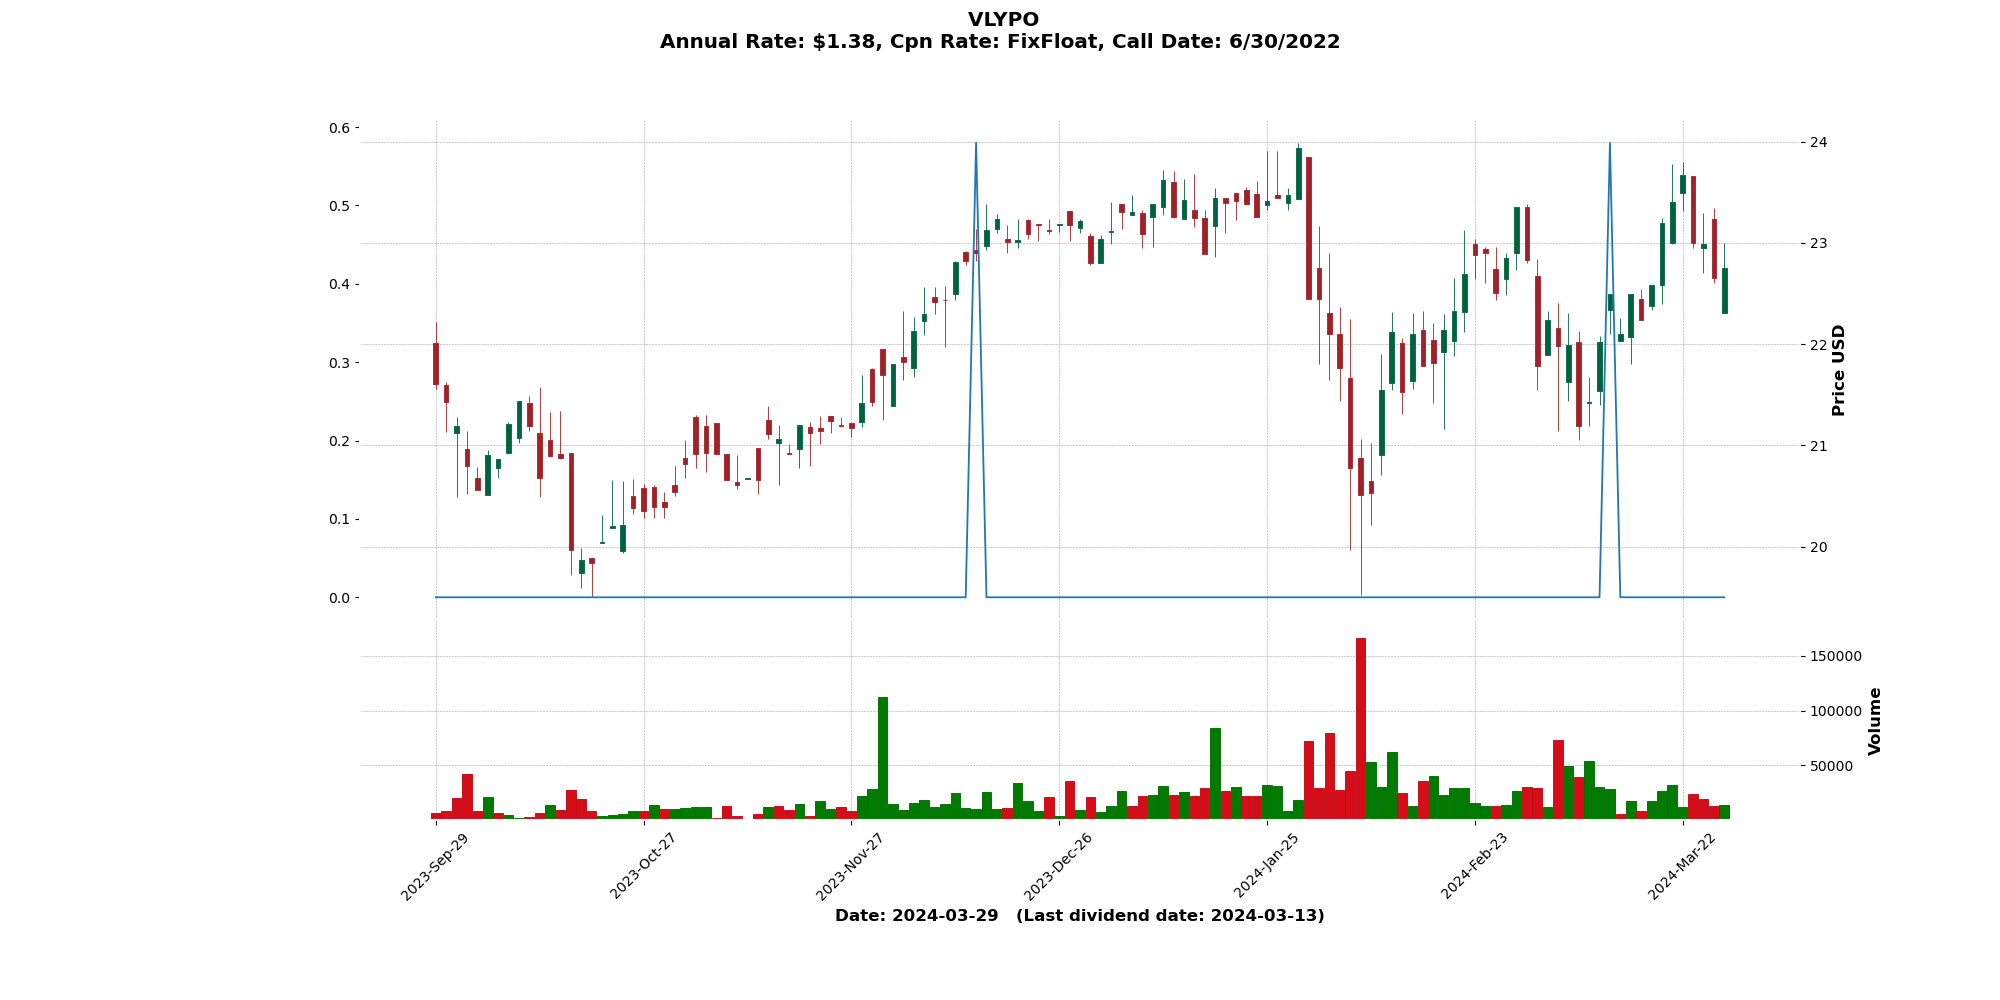 VLYPO
Annual Rate: $1.38, Cpn Rate: FixFloat, Call Date: 6/30/2022
0.6
0.5
0.4
0.3
0.2
0.1
0.0
24
23
22
21
20
Price USD
150000
100000
50000
Volume
2023-Sep-29
2023-Oct-27
2023-Nov-27
2023-Dec-26
2024-Jan-25
2024-Feb-23
2024-Mar-22
Date: 2024-03-29   (Last dividend date: 2024-03-13)